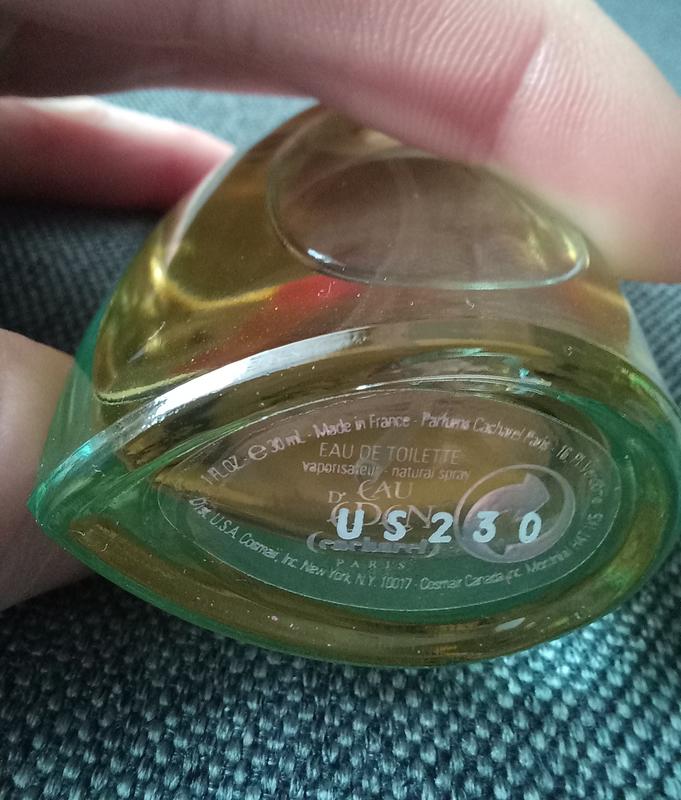 1 FL.OZ. - e 30 mL - Made in France - Parfums Cacharel Paris
EAU DE TOILETTE
vaporisateur - natural spray
EAU
D'EDEN
US230
(cacharel)
PARIS
Dist. U.S.A. Cosmair, Inc. New York, N.Y. 10017 - Cosmair Canada Inc. Montreal